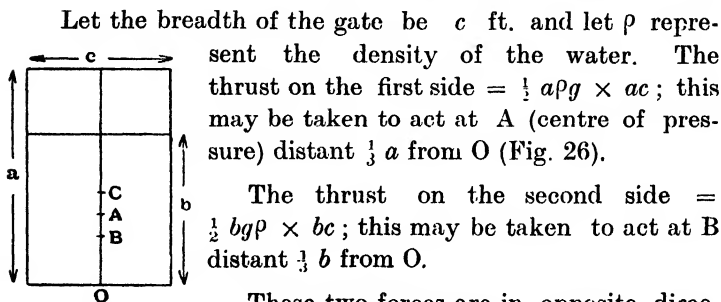 Let the breadth of the gate be c ft. and let ρ repre-
sent the density of the water. The
thrust on the first side = ½ aρg × ac ; this
may be taken to act at A (centre of pres-
sure) distant ⅓ a from O (Fig. 26).
The thrust on the second side =
½ bgρ × bc ; this may be taken to act at B
distant ⅓ b from O.
These two forces are in opposite direc-
c
a
b
C
A
B
O